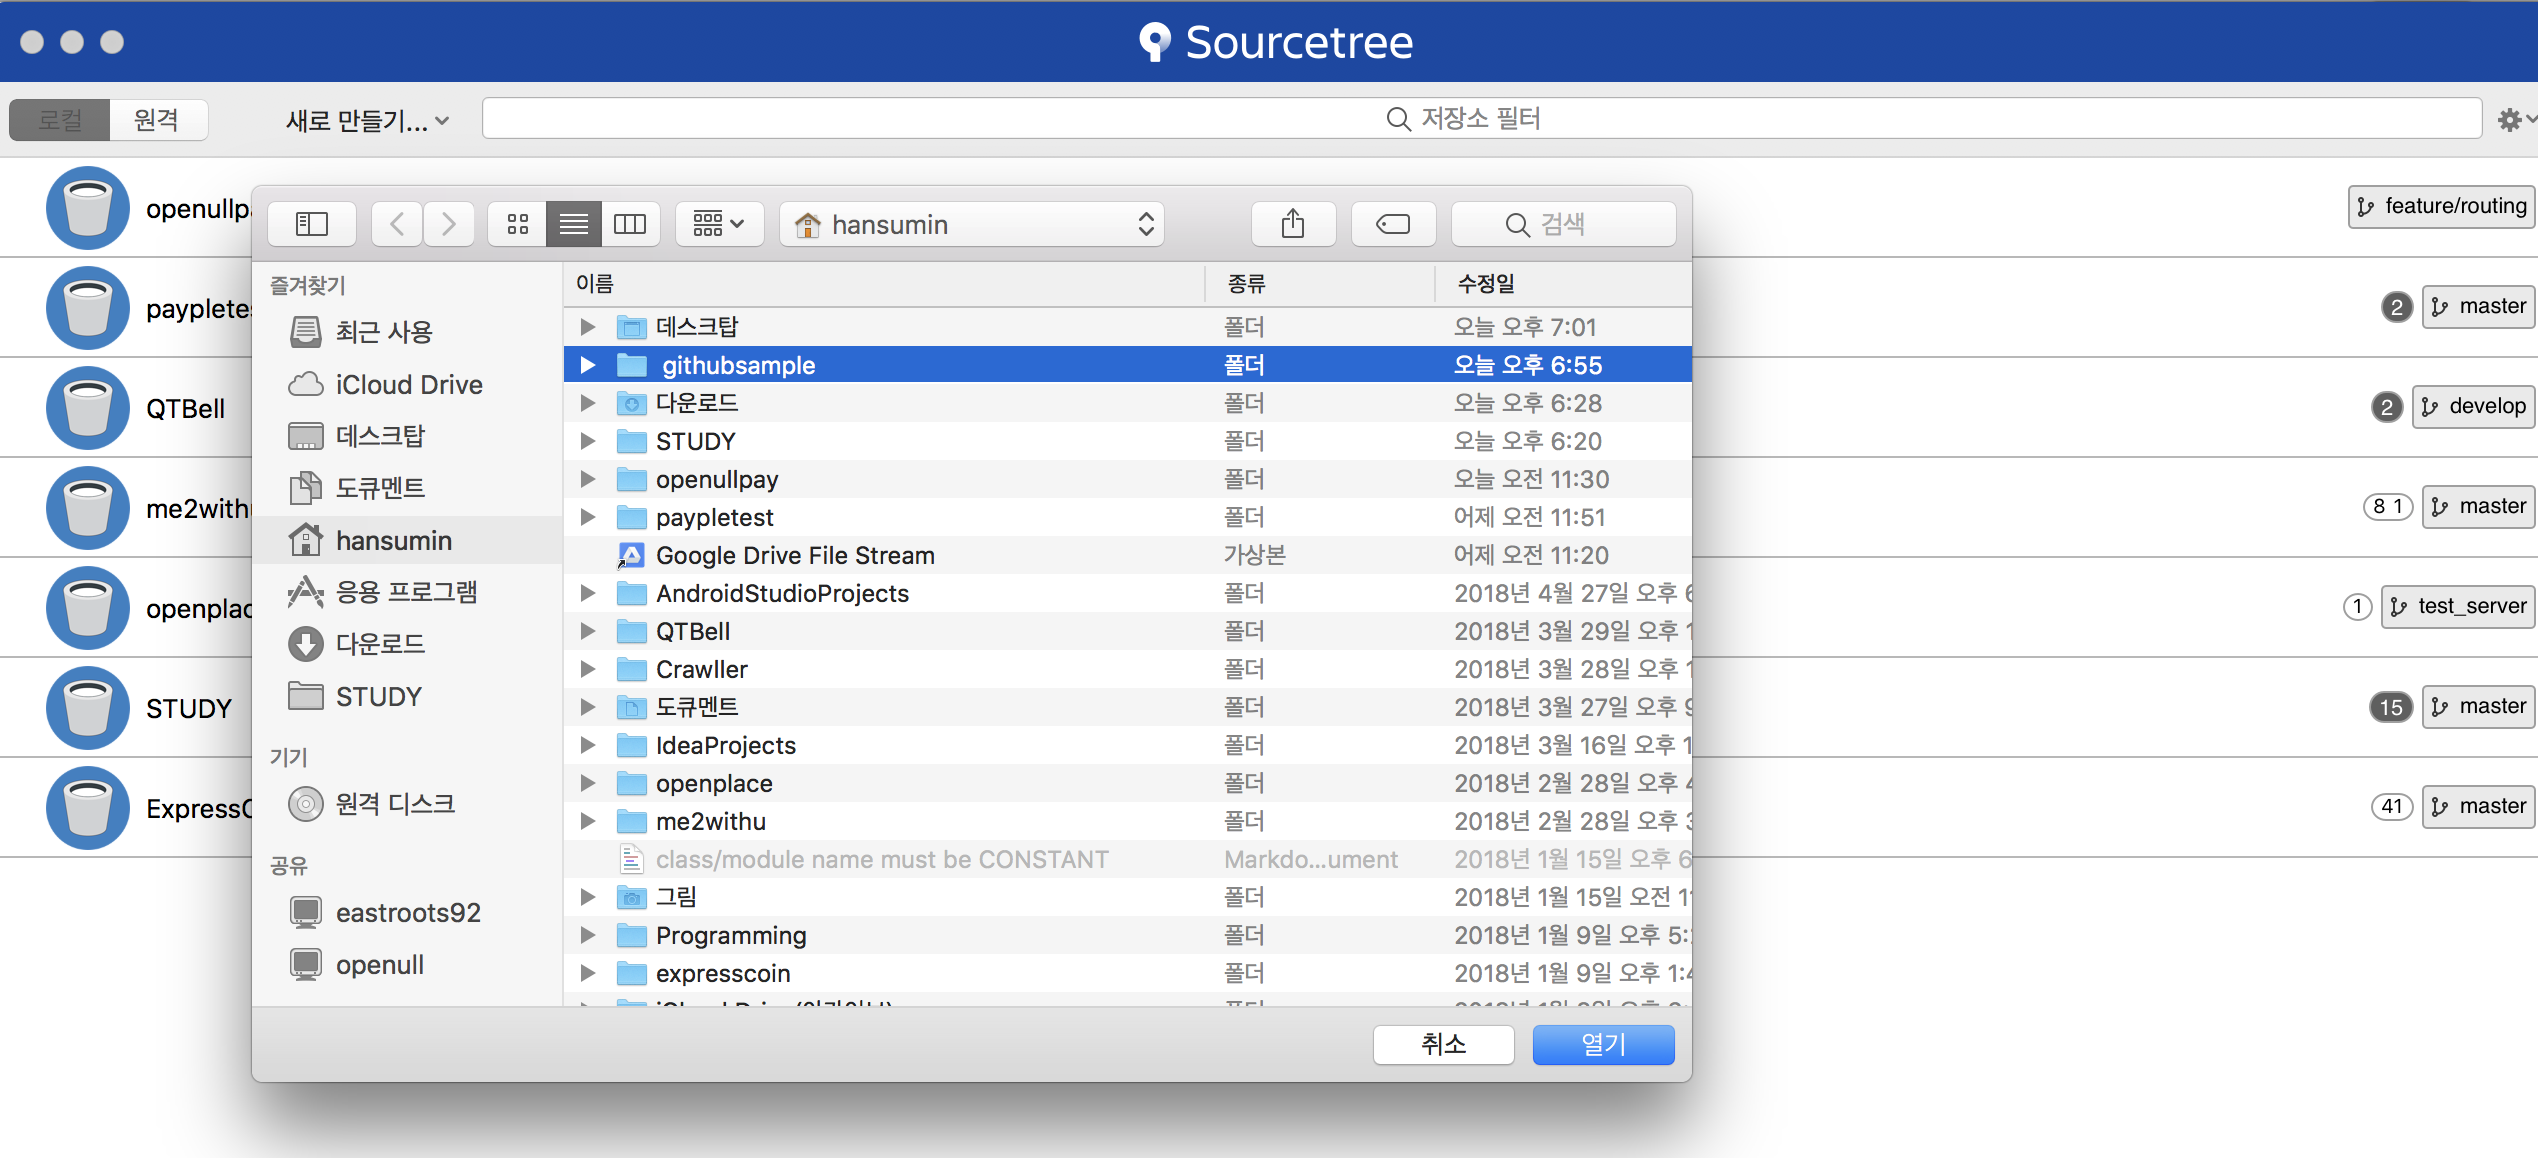 Sourcetree
로컬 원격 새로 만들기... 저장소 필터
openullpa
feature/routing
paypletes
2 master
QTBell
2 develop
me2withu
8 1 master
openplac
1 test_server
STUDY
15 master
ExpressC
41 master
hansumin 검색
즐겨찾기
최근 사용
iCloud Drive
데스크탑
도큐멘트
hansumin
응용 프로그램
다운로드
STUDY
기기
원격 디스크
공유
eastroots92
openull
이름 종류 수정일
데스크탑 폴더 오늘 오후 7:01
githubsample 폴더 오늘 오후 6:55
다운로드 폴더 오늘 오후 6:28
STUDY 폴더 오늘 오후 6:20
openullpay 폴더 오늘 오전 11:30
paypletest 폴더 어제 오전 11:51
Google Drive File Stream 가상본 어제 오전 11:20
AndroidStudioProjects 폴더 2018년 4월 27일 오후 6
QTBell 폴더 2018년 3월 29일 오후 1
Crawller 폴더 2018년 3월 28일 오후 1
도큐멘트 폴더 2018년 3월 27일 오후 9
IdeaProjects 폴더 2018년 3월 16일 오후 1
openplace 폴더 2018년 2월 28일 오후 4
me2withu 폴더 2018년 2월 28일 오후 3
class/module name must be CONSTANT Markdo...ument 2018년 1월 15일 오후 6
그림 폴더 2018년 1월 15일 오전 11
Programming 폴더 2018년 1월 9일 오후 5:2
expresscoin 폴더 2018년 1월 9일 오후 1:4
취소 열기